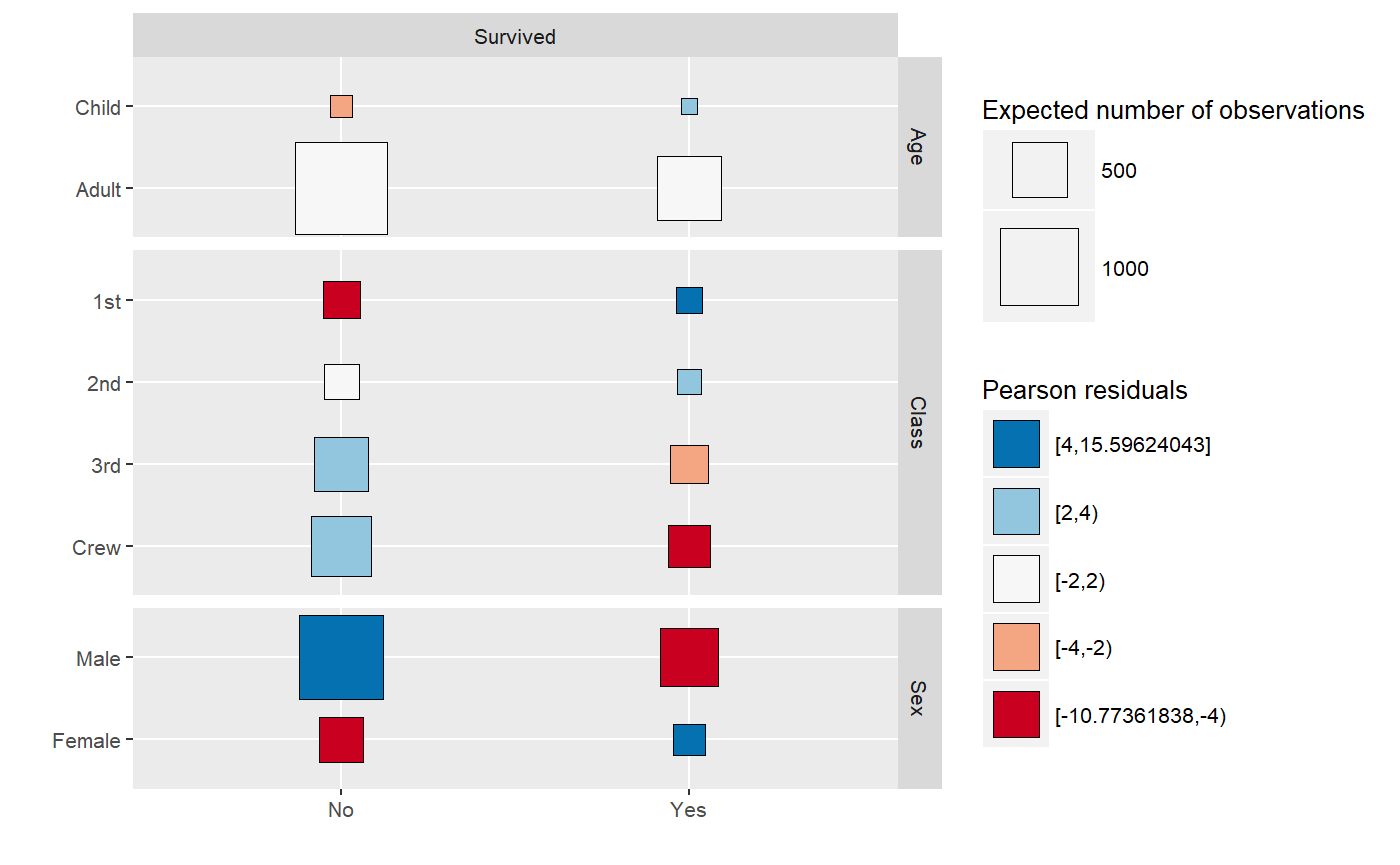 Survived
Child
Adult
Age
1st
2nd
3rd
Crew
Class
Male
Female
Sex
No
Yes
Expected number of observations
500
1000
Pearson residuals
[4,15.59624043]
[2,4)
[-2,2)
[-4,-2)
[-10.77361838,-4)